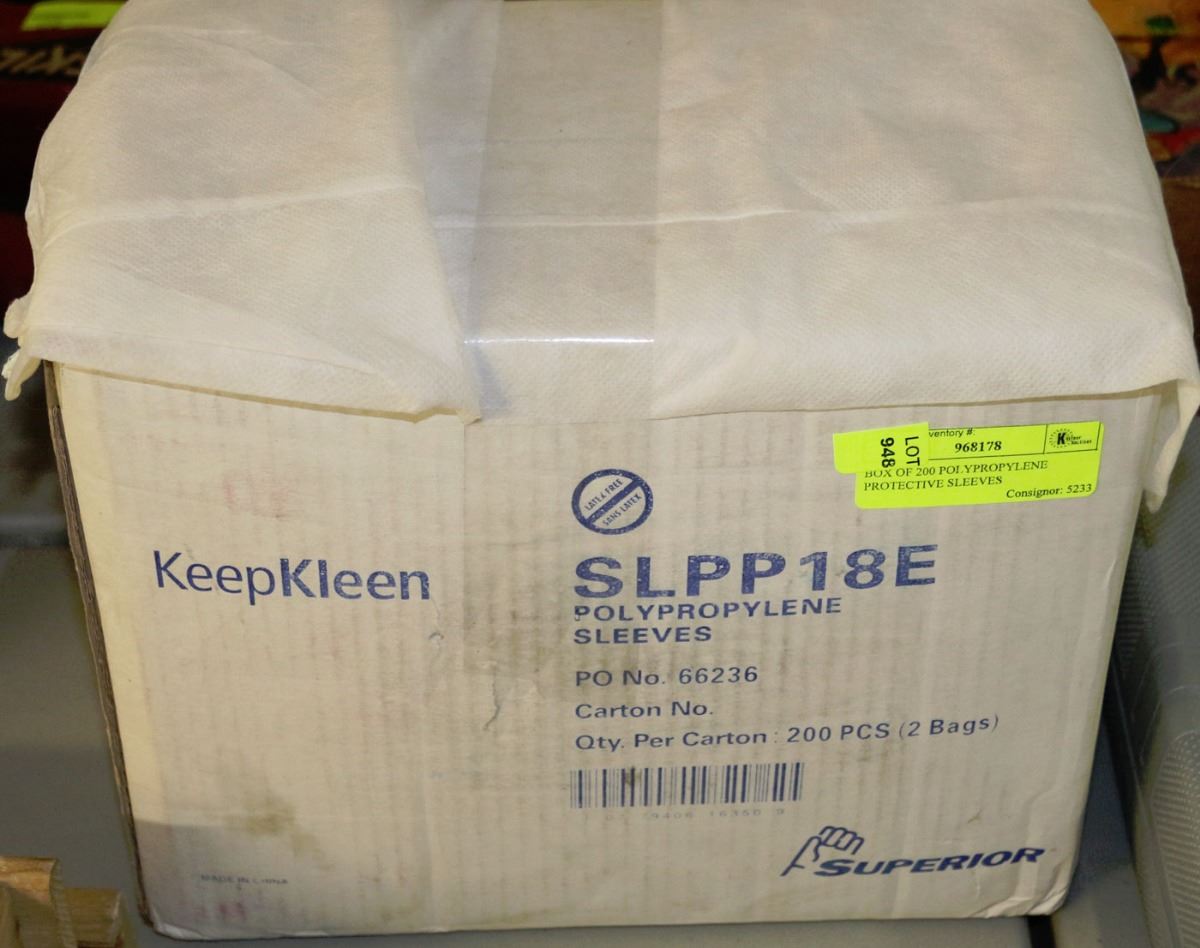 LOT
948
ventory #:
968178
BOX OF 200 POLYPROPYLENE
PROTECTIVE SLEEVES
Consignor: 5233
LATEX FREE
SANS LATEX
KeepKleen
SLPP18E
POLYPROPYLENE
SLEEVES
PO No. 66236
Carton No.
Qty. Per Carton : 200 PCS (2 Bags)
SUPERIOR
MADE IN CHINA